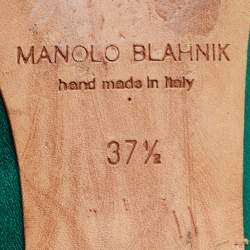 MANOLO BLAHNIK
hand made in Italy
37½